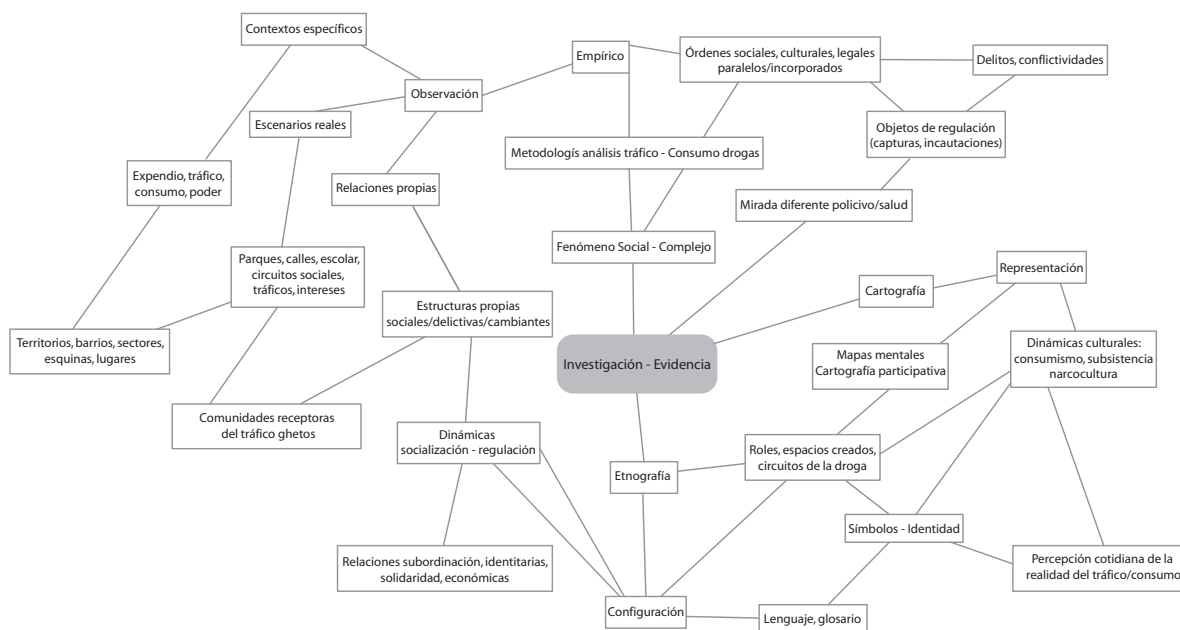 Contextos específicos
Empírico
Órdenes sociales, culturales, legales
paralelos/incorporados
Delitos, conflictividades
Observación
Escenarios reales
Objetos de regulación
(capturas, incautaciones)
Metodologís análisis tráfico - Consumo drogas
Expendio, tráfico,
consumo, poder
Relaciones propias
Mirada diferente policivo/salud
Fenómeno Social - Complejo
Parques, calles, escolar,
circuitos sociales,
tráficos, intereses
Representación
Cartografía
Estructuras propias
sociales/delictivas/cambiantes
Territorios, barrios, sectores,
esquinas, lugares
Investigación - Evidencia
Mapas mentales
Cartografía participativa
Dinámicas culturales:
consumismo, subsistencia
narcocultura
Comunidades receptoras
del tráfico ghetos
Dinámicas
socialización - regulación
Etnografía
Roles, espacios creados,
circuitos de la droga
Símbolos - Identidad
Relaciones subordinación, identitarias,
solidaridad, económicas
Percepción cotidiana de la
realidad del tráfico/consumo
Configuración
Lenguaje, glosario